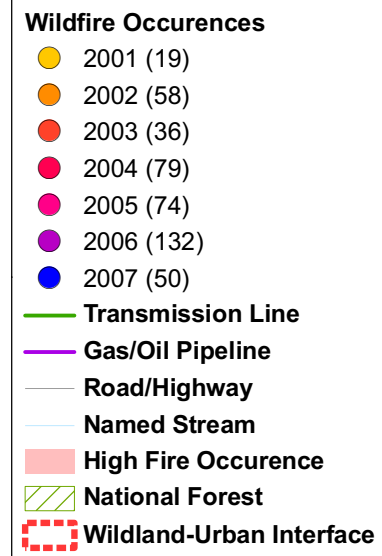 Wildfire Occurences
2001 (19)
2002 (58)
2003 (36)
2004 (79)
2005 (74)
2006 (132)
2007 (50)
Transmission Line
Gas/Oil Pipeline
Road/Highway
Named Stream
High Fire Occurence
National Forest
Wildland-Urban Interface